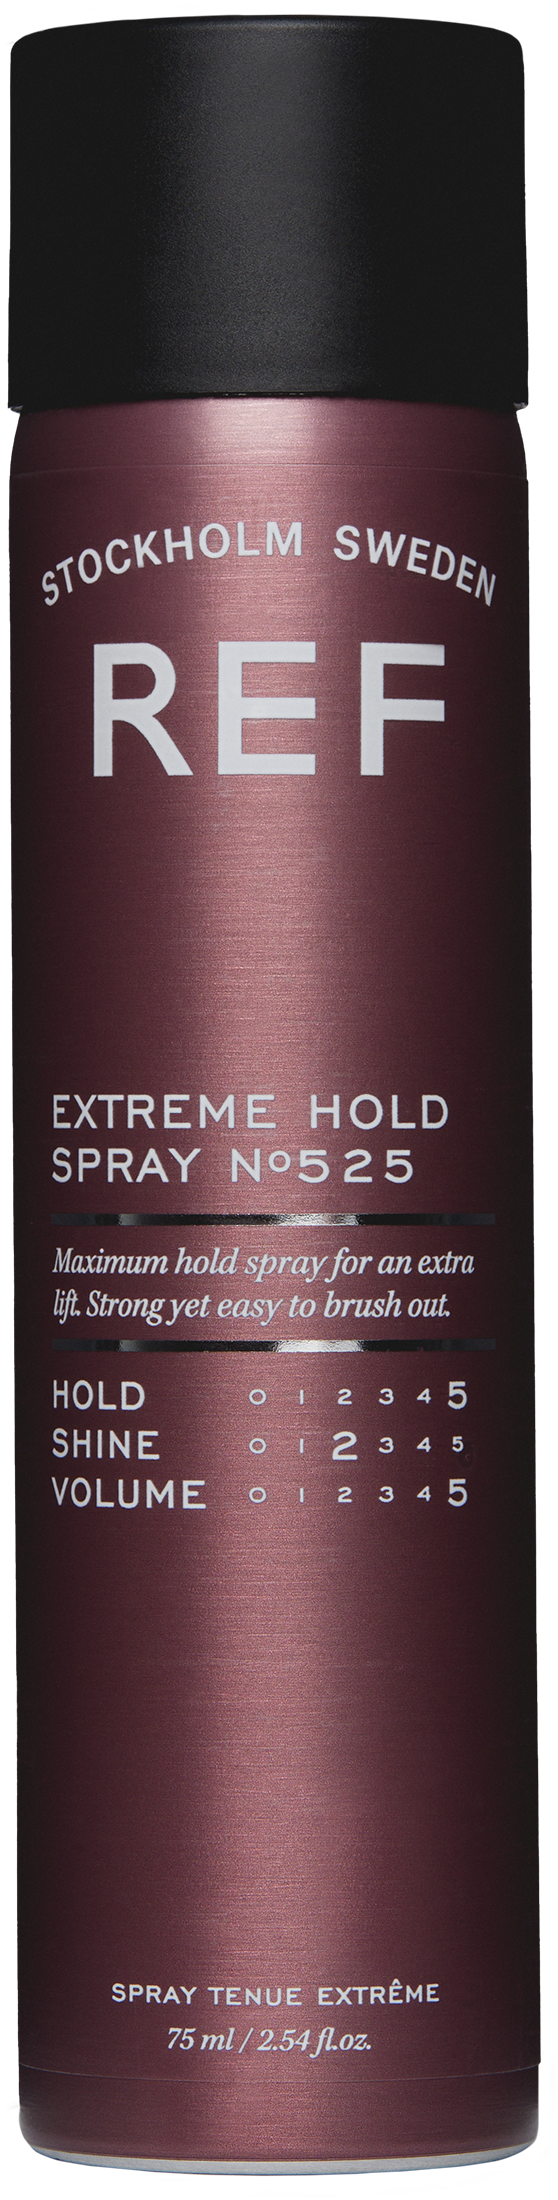 STOCKHOLM SWEDEN
REF
EXTREME HOLD
SPRAY Nº525
Maximum hold spray for an extra
lift. Strong yet easy to brush out.
HOLD 0 1 2 3 4 5
SHINE 0 1 2 3 4 5
VOLUME 0 1 2 3 4 5
SPRAY TENUE EXTRÊME
75 ml / 2.54 fl.oz.